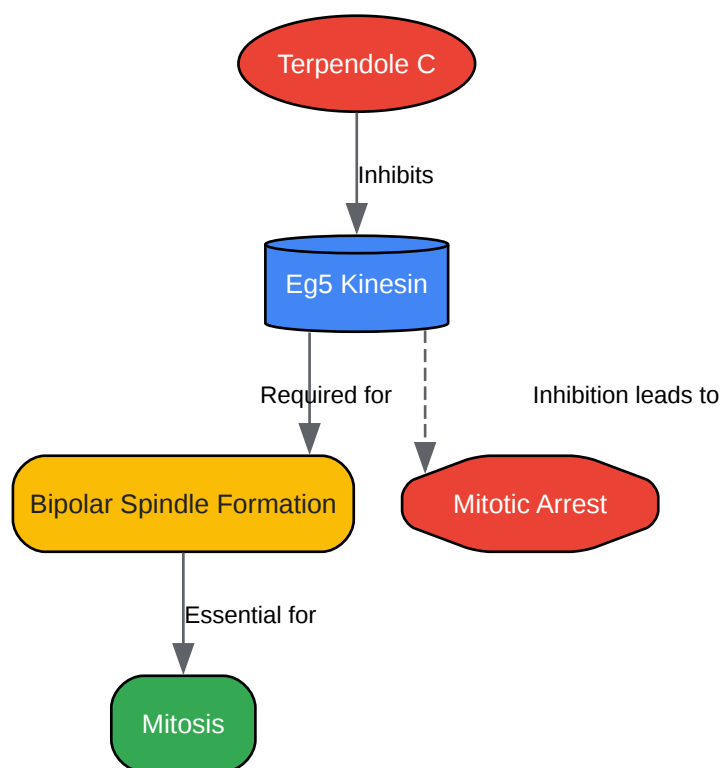 Terpendole C
Inhibits
Eg5 Kinesin
Required for
Inhibition leads to
Bipolar Spindle Formation
Mitotic Arrest
Essential for
Mitosis